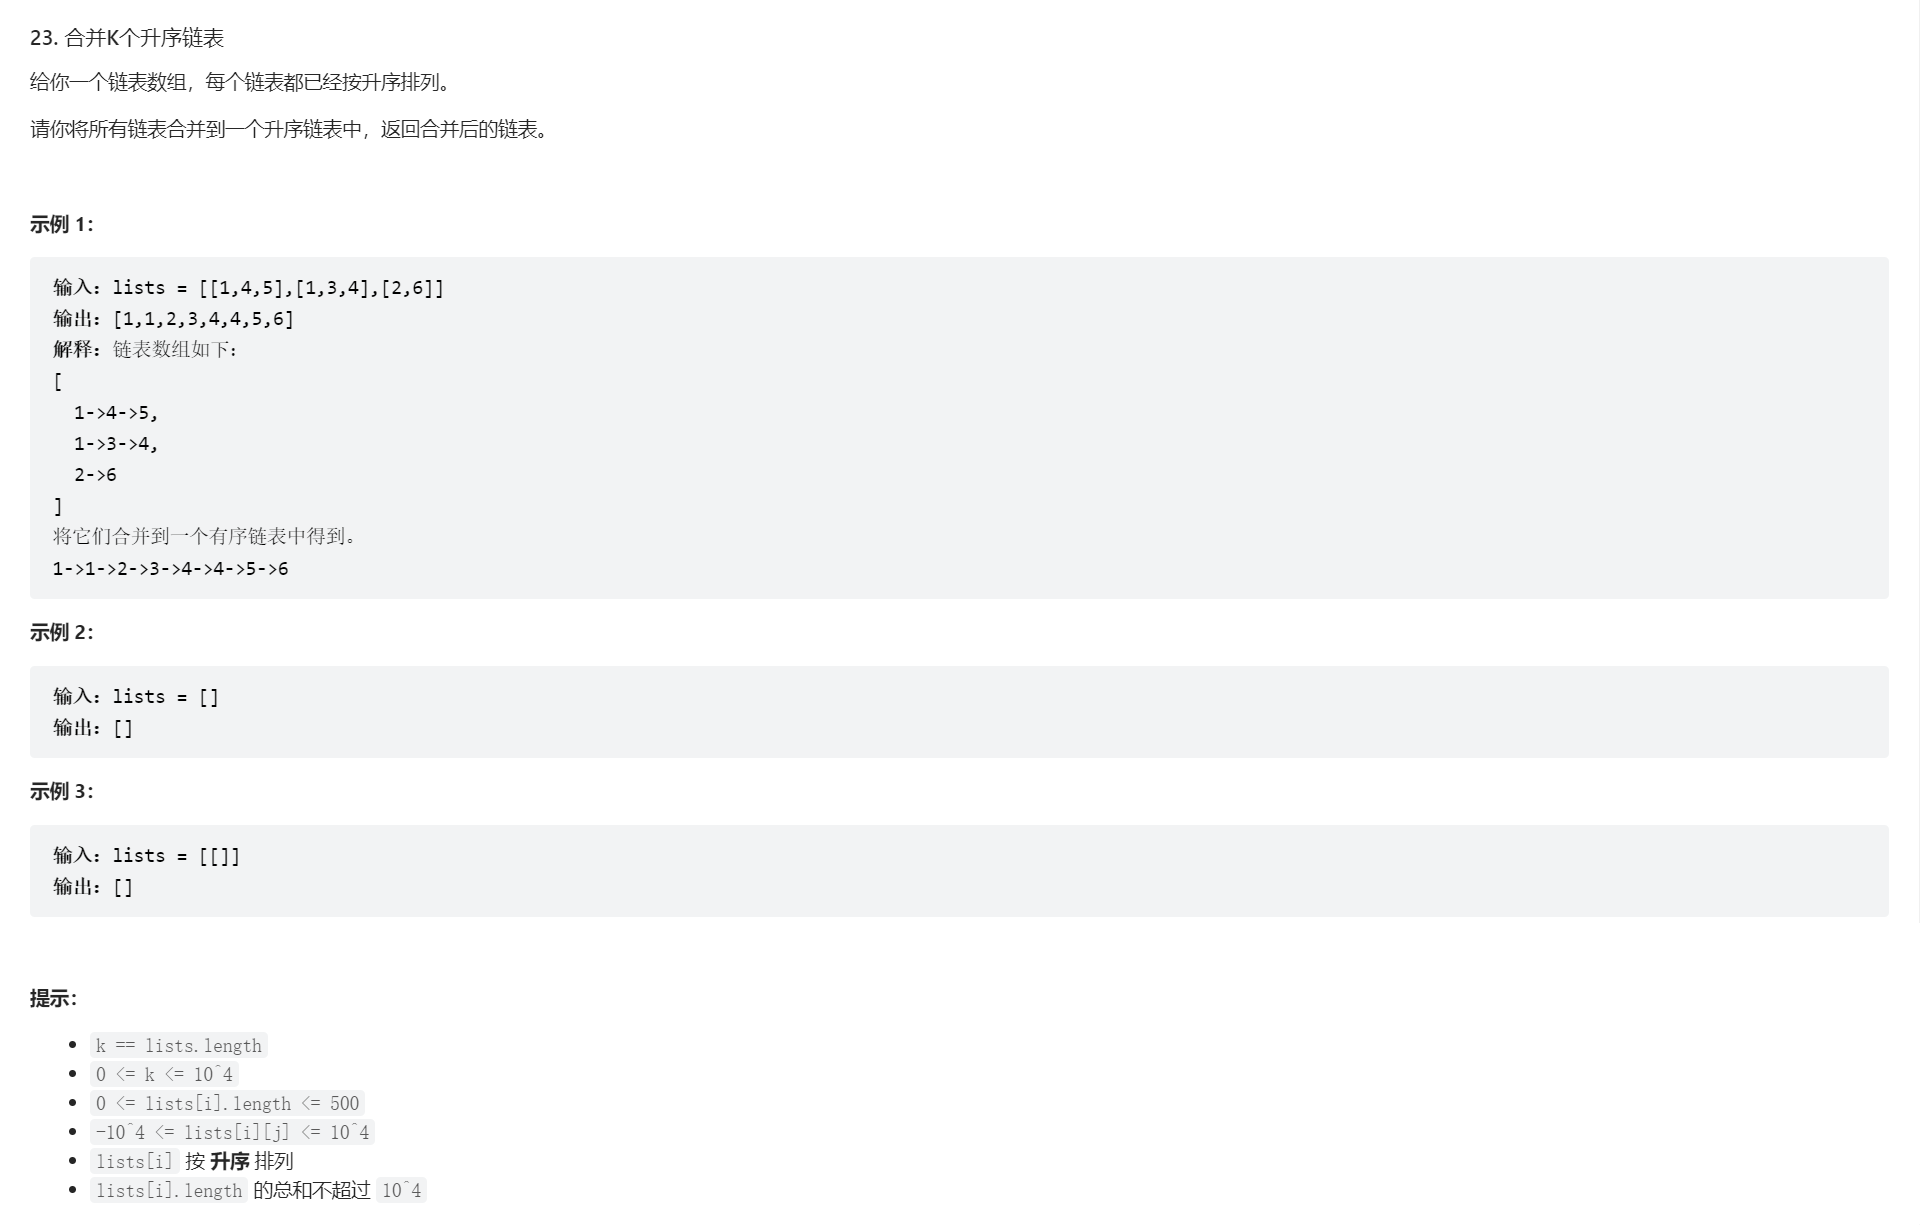 23. 合并K个升序链表
给你一个链表数组，每个链表都已经按升序排列。
请你将所有链表合并到一个升序链表中，返回合并后的链表。
示例 1：
输入：lists = [[1,4,5],[1,3,4],[2,6]]
输出：[1,1,2,3,4,4,5,6]
解释：链表数组如下：
[
  1->4->5,
  1->3->4,
  2->6
]
将它们合并到一个有序链表中得到。
1->1->2->3->4->4->5->6
示例 2：
输入：lists = []
输出：[]
示例 3：
输入：lists = [[]]
输出：[]
提示：
• k == lists.length
• 0 <= k <= 10^4
• 0 <= lists[i].length <= 500
• -10^4 <= lists[i][j] <= 10^4
• lists[i] 按 升序 排列
• lists[i].length 的总和不超过 10^4